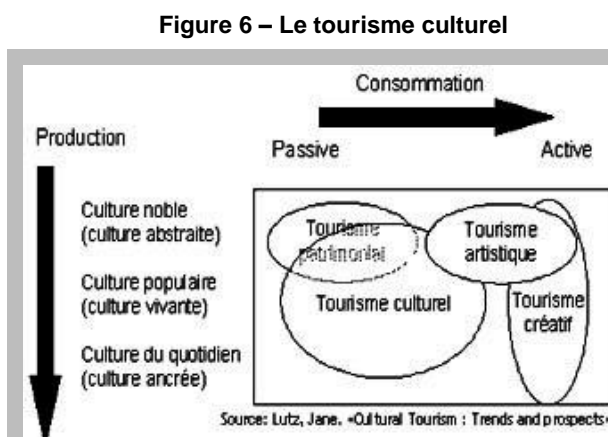 Figure 6 – Le tourisme culturel
Consommation
Production
Passive
Active
Culture noble
(culture abstraite)
Culture populaire
(culture vivante)
Culture du quotidien
(culture ancrée)
Tourisme
patrimonial
Tourisme
artistique
Tourisme culturel
Tourisme
créatif
Source: Lutz, Jane. «Cultural Tourism : Trends and prospects»